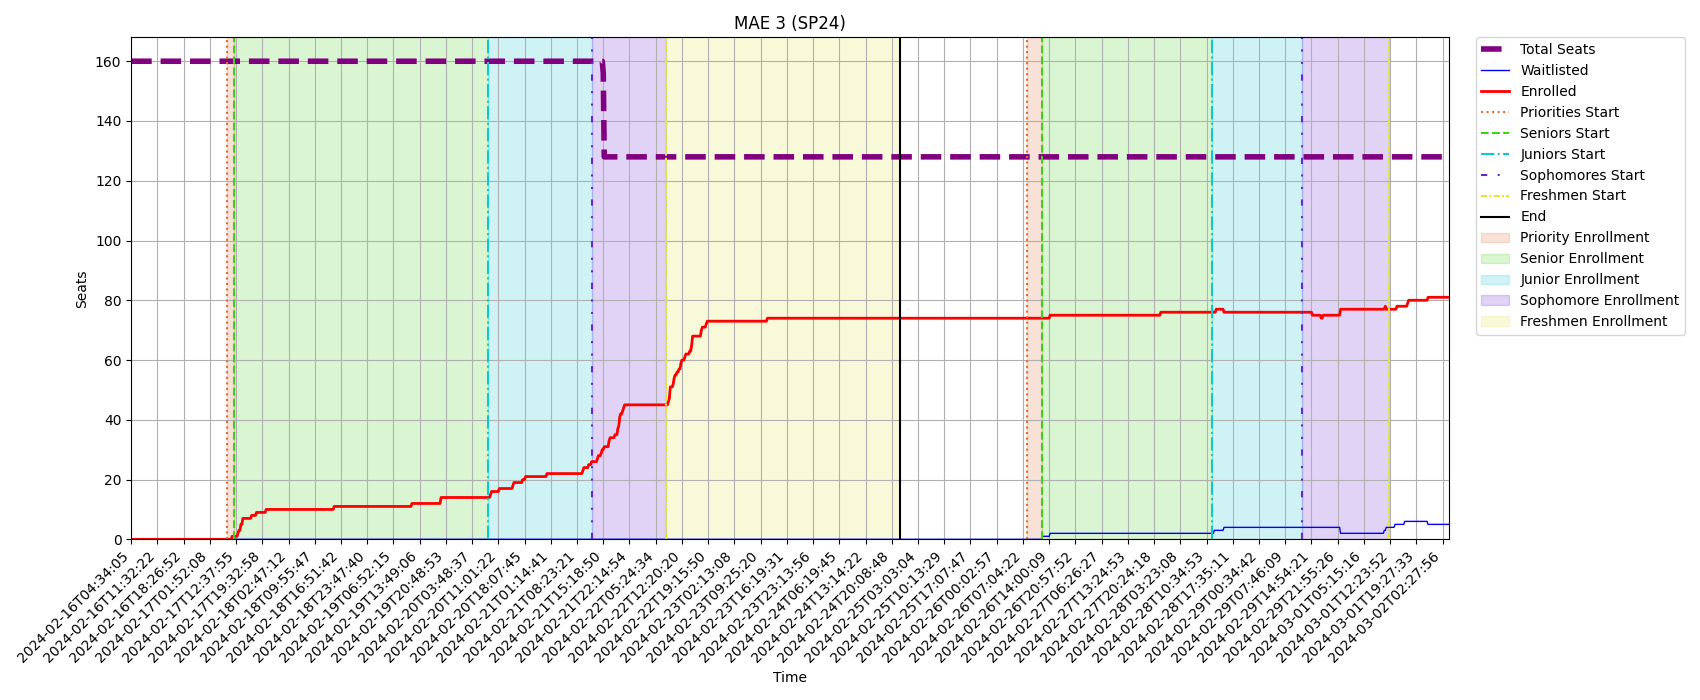 MAE 3 (SP24)
Seats
160
140
120
100
80
60
40
20
0
2024-02-16T04:34:05
2024-02-16T11:32:22
2024-02-16T18:26:52
2024-02-17T01:52:08
2024-02-17T12:37:55
2024-02-17T19:32:58
2024-02-18T02:47:12
2024-02-18T09:55:47
2024-02-18T16:51:42
2024-02-18T23:47:40
2024-02-19T06:52:15
2024-02-19T13:49:06
2024-02-19T20:48:53
2024-02-20T03:48:37
2024-02-20T11:01:22
2024-02-20T18:07:45
2024-02-21T01:14:41
2024-02-21T08:23:21
2024-02-21T15:18:50
2024-02-21T22:14:54
2024-02-22T05:24:34
2024-02-22T12:20:20
2024-02-22T19:15:50
2024-02-23T02:13:08
2024-02-23T09:25:20
2024-02-23T16:19:31
2024-02-23T23:13:56
2024-02-24T06:19:45
2024-02-24T13:14:22
2024-02-24T20:08:48
2024-02-25T03:03:04
2024-02-25T10:13:29
2024-02-25T17:07:47
2024-02-26T00:02:57
2024-02-26T07:04:22
2024-02-26T14:00:09
2024-02-26T20:57:52
2024-02-27T06:26:27
2024-02-27T13:24:53
2024-02-27T20:24:18
2024-02-28T03:23:08
2024-02-28T10:34:53
2024-02-28T17:35:11
2024-02-29T00:34:42
2024-02-29T07:46:09
2024-02-29T14:54:21
2024-02-29T21:55:26
2024-03-01T05:15:16
2024-03-01T12:23:52
2024-03-01T19:27:33
2024-03-02T02:27:56
Time
Total Seats
Waitlisted
Enrolled
Priorities Start
Seniors Start
Juniors Start
Sophomores Start
Freshmen Start
End
Priority Enrollment
Senior Enrollment
Junior Enrollment
Sophomore Enrollment
Freshmen Enrollment